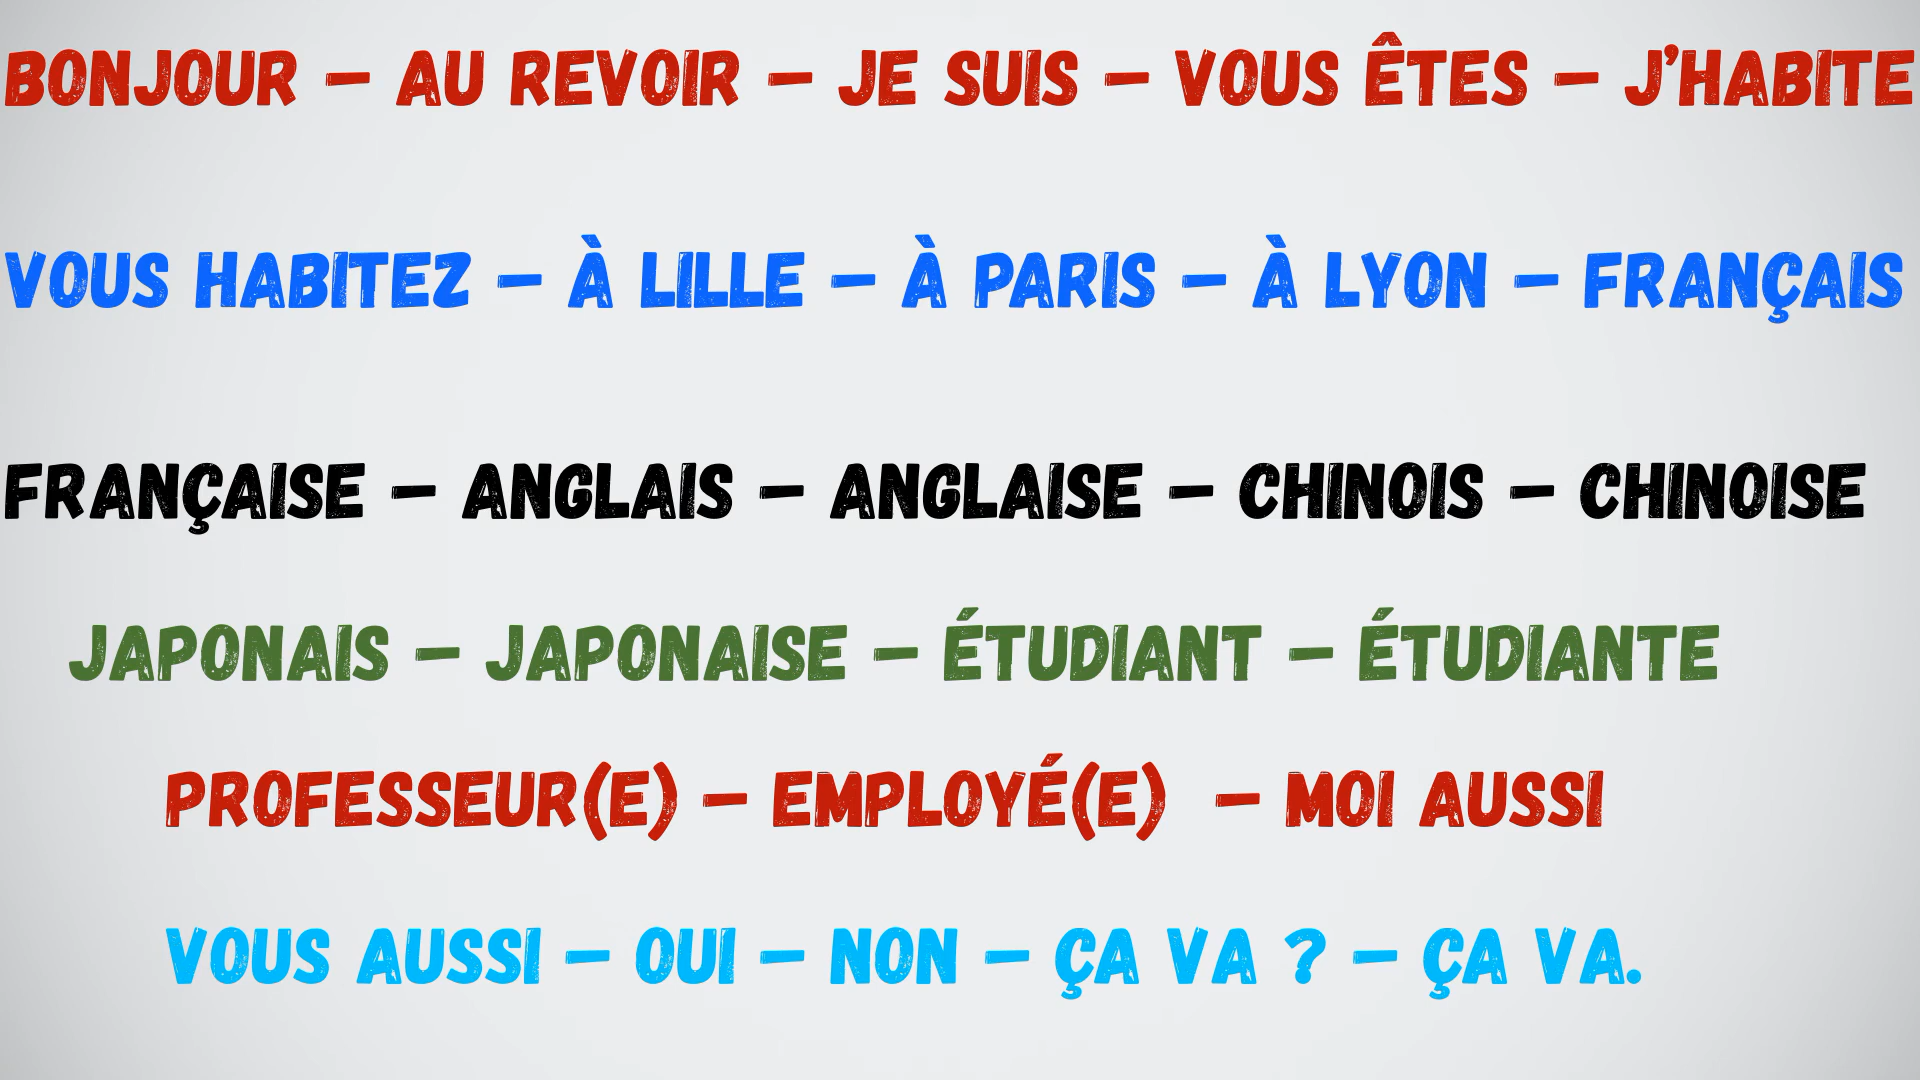 BONJOUR – AU REVOIR – JE SUIS – VOUS ÊTES – J’HABITE
VOUS HABITEZ – À LILLE – À PARIS – À LYON – FRANÇAIS
FRANÇAISE – ANGLAIS – ANGLAISE – CHINOIS – CHINOISE
JAPONAIS – JAPONAISE – ÉTUDIANT – ÉTUDIANTE
PROFESSEUR(E) – EMPLOYÉ(E) – MOI AUSSI
VOUS AUSSI – OUI – NON – ÇA VA ? – ÇA VA.